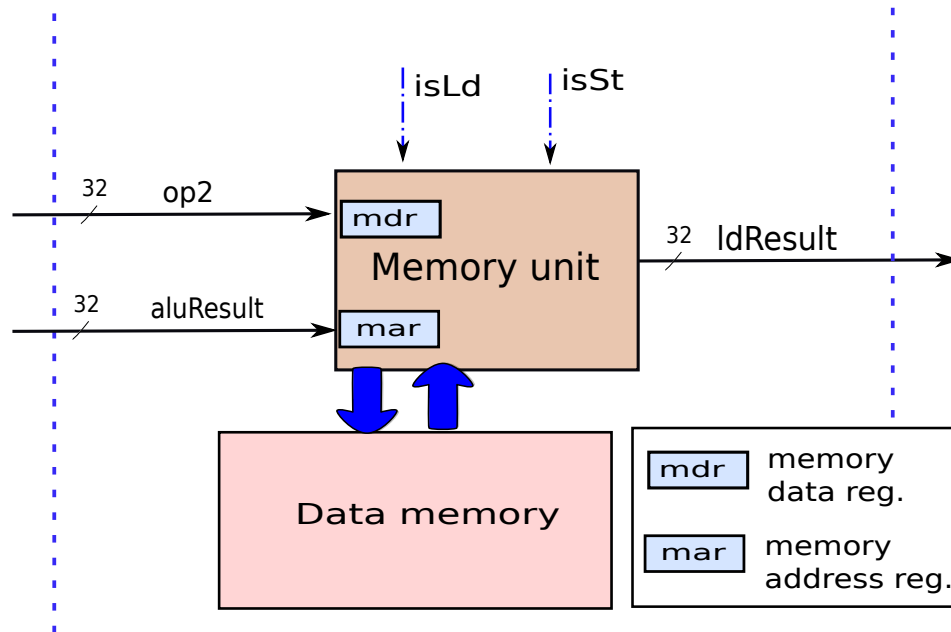 isLd
isSt
32
op2
mdr
32
ldResult
Memory unit
32
aluResult
mar
Data memory
mdr
memory
data reg.
mar
memory
address reg.